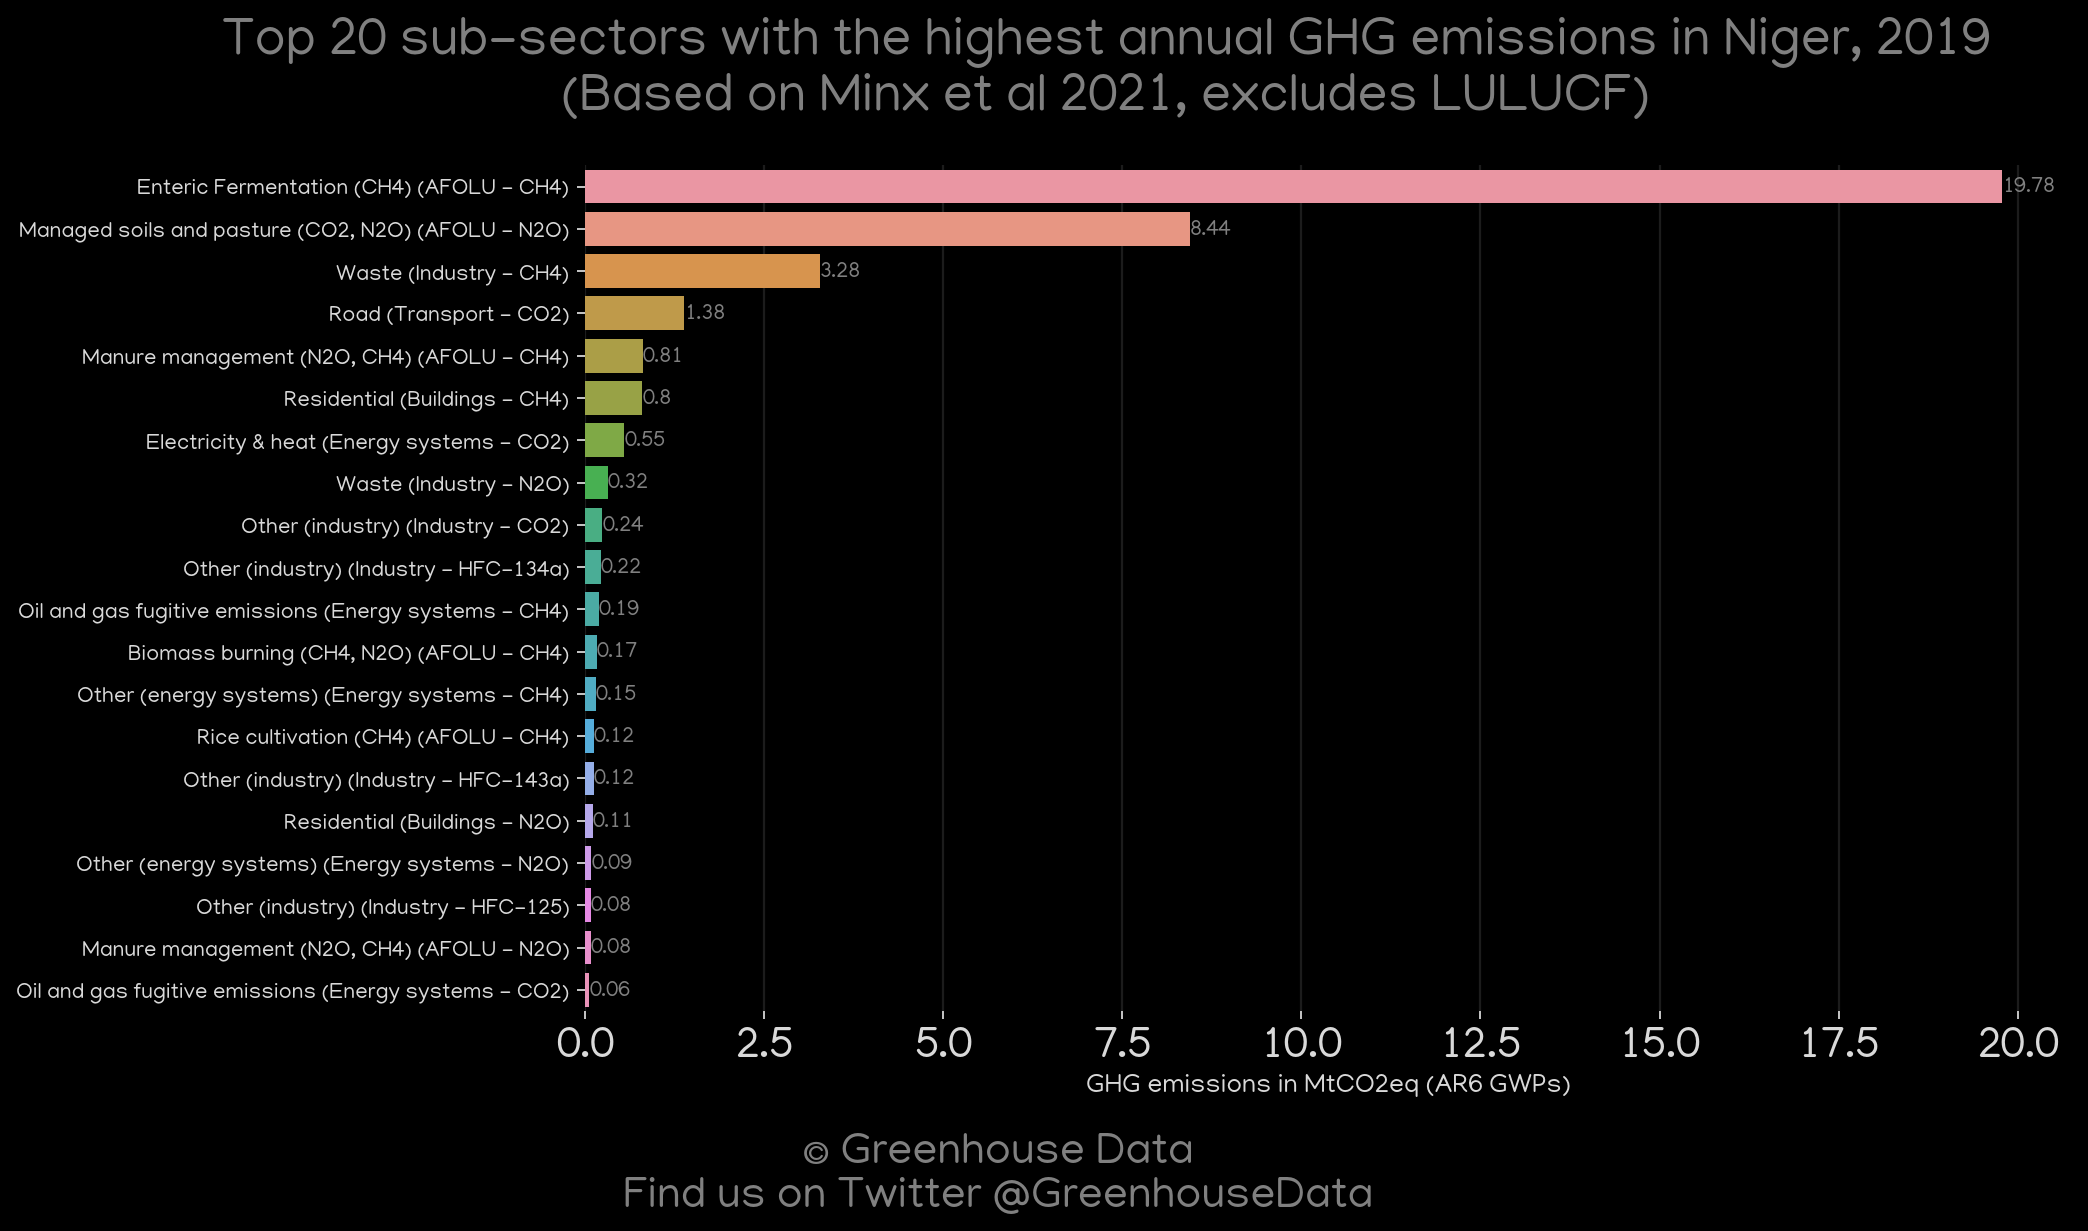 Top 20 sub-sectors with the highest annual GHG emissions in Niger, 2019
(Based on Minx et al 2021, excludes LULUCF)
Enteric Fermentation (CH4) (AFOLU - CH4) 19.78
Managed soils and pasture (CO2, N2O) (AFOLU - N2O) 8.44
Waste (Industry - CH4) 3.28
Road (Transport - CO2) 1.38
Manure management (N2O, CH4) (AFOLU - CH4) 0.81
Residential (Buildings - CH4) 0.8
Electricity & heat (Energy systems - CO2) 0.55
Waste (Industry - N2O) 0.32
Other (industry) (Industry - CO2) 0.24
Other (industry) (Industry - HFC-134a) 0.22
Oil and gas fugitive emissions (Energy systems - CH4) 0.19
Biomass burning (CH4, N2O) (AFOLU - CH4) 0.17
Other (energy systems) (Energy systems - CH4) 0.15
Rice cultivation (CH4) (AFOLU - CH4) 0.12
Other (industry) (Industry - HFC-143a) 0.12
Residential (Buildings - N2O) 0.11
Other (energy systems) (Energy systems - N2O) 0.09
Other (industry) (Industry - HFC-125) 0.08
Manure management (N2O, CH4) (AFOLU - N2O) 0.08
Oil and gas fugitive emissions (Energy systems - CO2) 0.06
0.0 2.5 5.0 7.5 10.0 12.5 15.0 17.5 20.0
GHG emissions in MtCO2eq (AR6 GWPs)
© Greenhouse Data
Find us on Twitter @GreenhouseData